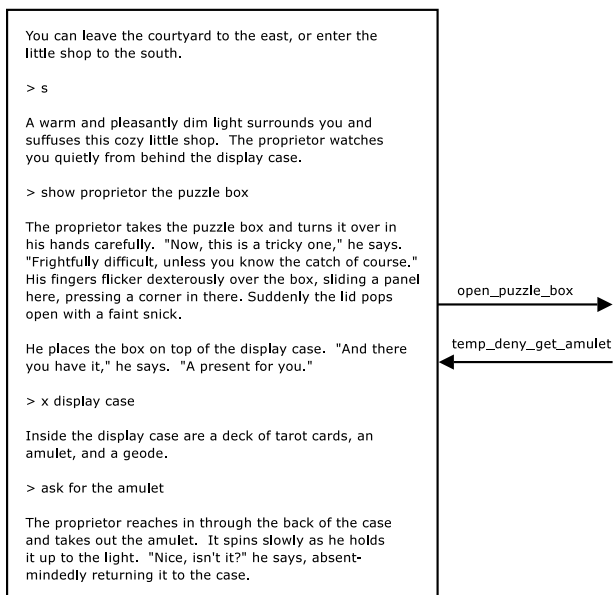 You can leave the courtyard to the east, or enter the
little shop to the south.
> s
A warm and pleasantly dim light surrounds you and
suffuses this cozy little shop.  The proprietor watches
you quietly from behind the display case.
> show proprietor the puzzle box
The proprietor takes the puzzle box and turns it over in
his hands carefully.  "Now, this is a tricky one," he says.
"Frightfully difficult, unless you know the catch of course."
His fingers flicker dexterously over the box, sliding a panel
here, pressing a corner in there. Suddenly the lid pops
open with a faint snick.
open_puzzle_box
He places the box on top of the display case.  "And there
you have it," he says.  "A present for you."
temp_deny_get_amulet
> x display case
Inside the display case are a deck of tarot cards, an
amulet, and a geode.
> ask for the amulet
The proprietor reaches in through the back of the case
and takes out the amulet.  It spins slowly as he holds
it up to the light.  "Nice, isn't it?" he says, absent-
mindedly returning it to the case.